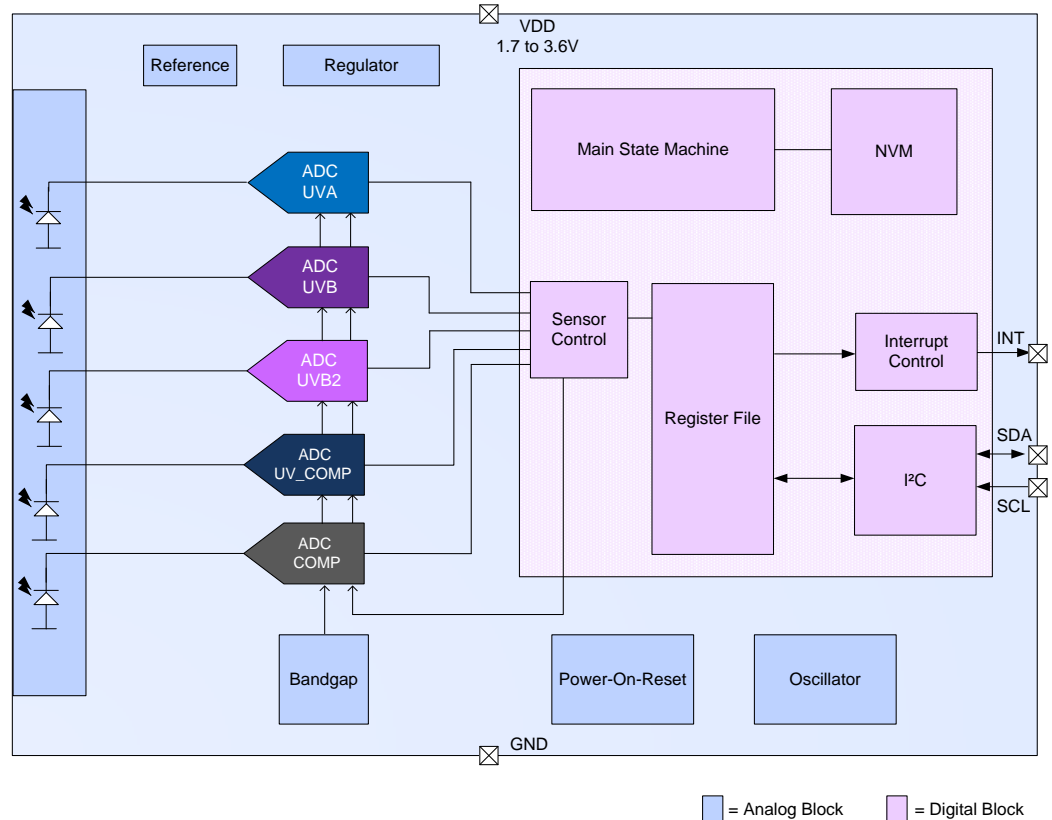 VDD
1.7 to 3.6V
Reference
Regulator
Main State Machine
NVM
ADC
UVA
ADC
UVB
Sensor
Control
Interrupt
Control
INT
ADC
UVB2
Register File
ADC
UV_COMP
I²C
SDA
SCL
ADC
COMP
Bandgap
Power-On-Reset
Oscillator
GND
= Analog Block
= Digital Block